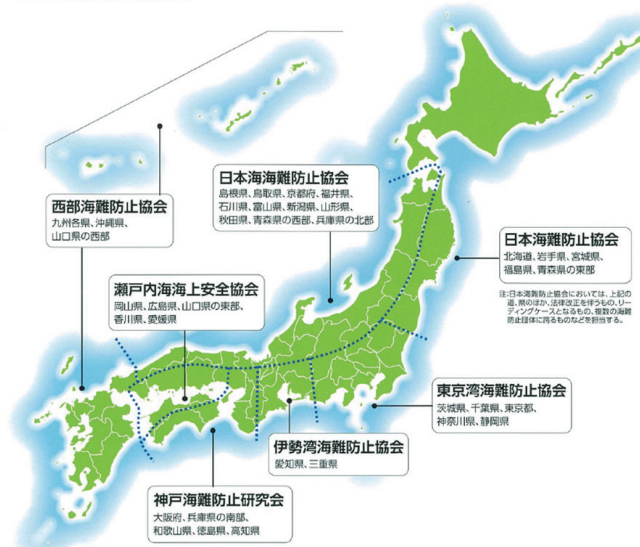 西部海難防止協会
九州各県、沖縄県、
山口県の西部
日本海海難防止協会
島根県、鳥取県、京都府、福井県、
石川県、富山県、新潟県、山形県、
秋田県、青森県の西部、兵庫県の北部
日本海難防止協会
北海道、岩手県、宮城県、
福島県、青森県の東部
注:日本海難防止協会においては、上記の
道、県のほか、法律改正を伴うもの、リー
ディングケースとなるもの、複数の海難
防止団体に跨るものなどを担当する。
瀬戸内海海上安全協会
岡山県、広島県、山口県の東部、
香川県、愛媛県
東京湾海難防止協会
茨城県、千葉県、東京都、
神奈川県、静岡県
伊勢湾海難防止協会
愛知県、三重県
神戸海難防止研究会
大阪府、兵庫県の南部、
和歌山県、徳島県、高知県